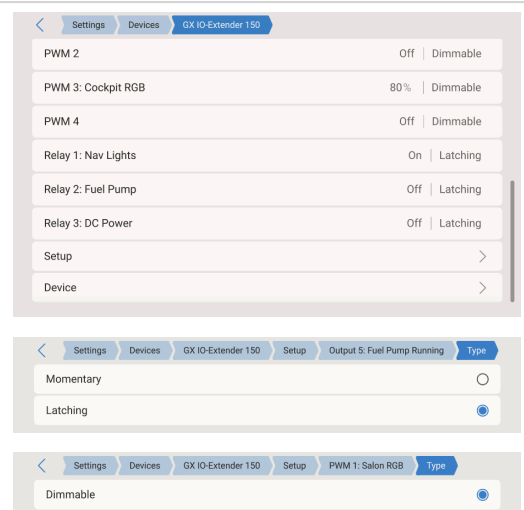 Settings Devices GX IO-Extender 150
PWM 2 Off | Dimmable
PWM 3: Cockpit RGB 80% | Dimmable
PWM 4 Off | Dimmable
Relay 1: Nav Lights On | Latching
Relay 2: Fuel Pump Off | Latching
Relay 3: DC Power Off | Latching
Setup
Device
Settings Devices GX IO-Extender 150 Setup Output 5: Fuel Pump Running Type
Momentary
Latching
Settings Devices GX IO-Extender 150 Setup PWM 1: Salon RGB Type
Dimmable